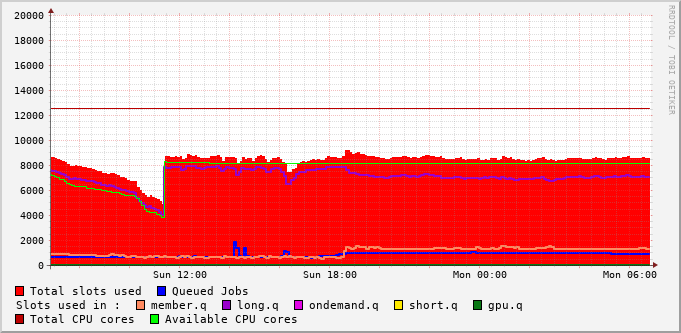 20000
18000
16000
14000
12000
10000
8000
6000
4000
2000
0
Sun 12:00 Sun 18:00 Mon 00:00 Mon 06:00
RRDTOOL / TOBI OETIKER
Total slots used Queued Jobs
Slots used in : member.q long.q ondemand.q short.q gpu.q
Total CPU cores Available CPU cores